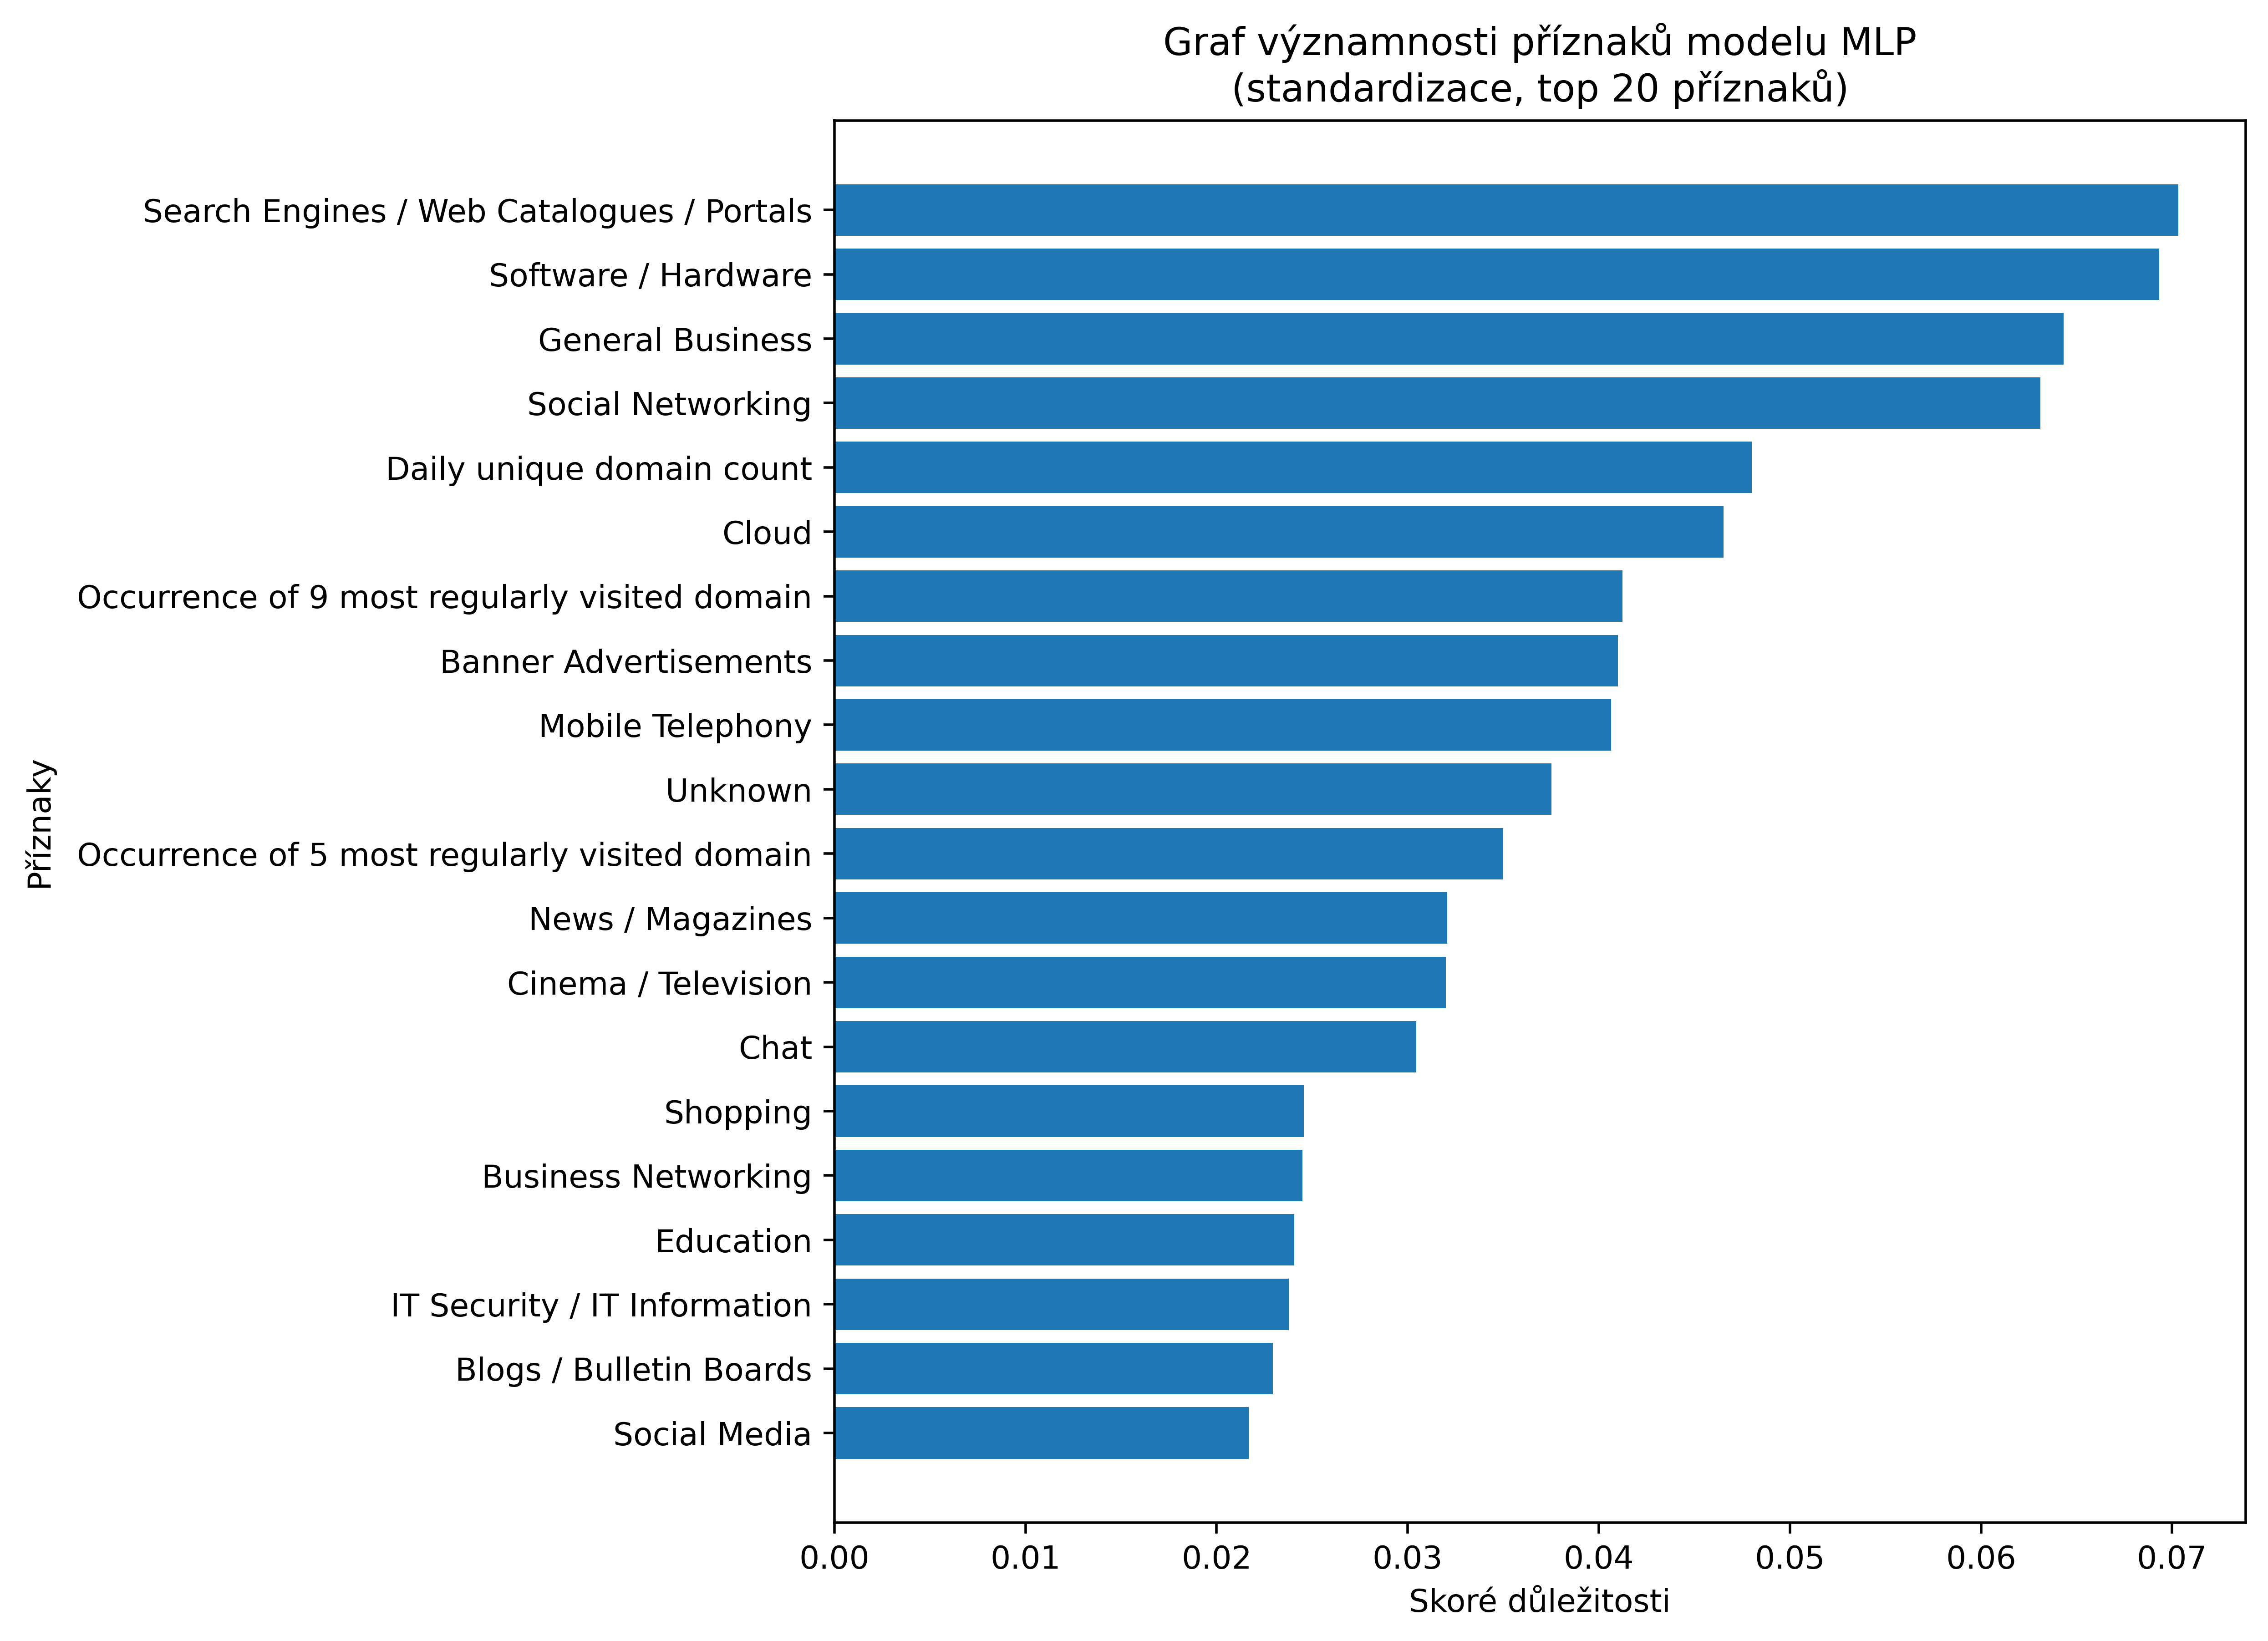 Graf významnosti příznaků modelu MLP
(standardizace, top 20 příznaků)
Search Engines / Web Catalogues / Portals
Software / Hardware
General Business
Social Networking
Daily unique domain count
Cloud
Occurrence of 9 most regularly visited domain
Banner Advertisements
Mobile Telephony
Unknown
Occurrence of 5 most regularly visited domain
News / Magazines
Cinema / Television
Chat
Shopping
Business Networking
Education
IT Security / IT Information
Blogs / Bulletin Boards
Social Media
Příznaky
0.00 0.01 0.02 0.03 0.04 0.05 0.06 0.07
Skoré důležitosti